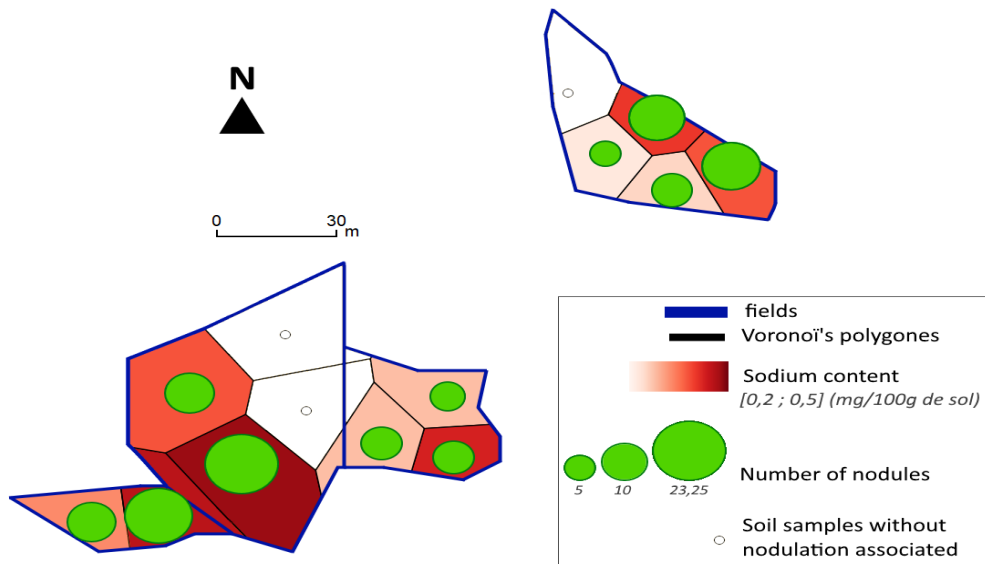 N
0 30
m
fields
Voronoï's polygones
Sodium content
[0,2 ; 0,5] (mg/100g de sol)
Number of nodules
5 10 23,25
Soil samples without
nodulation associated